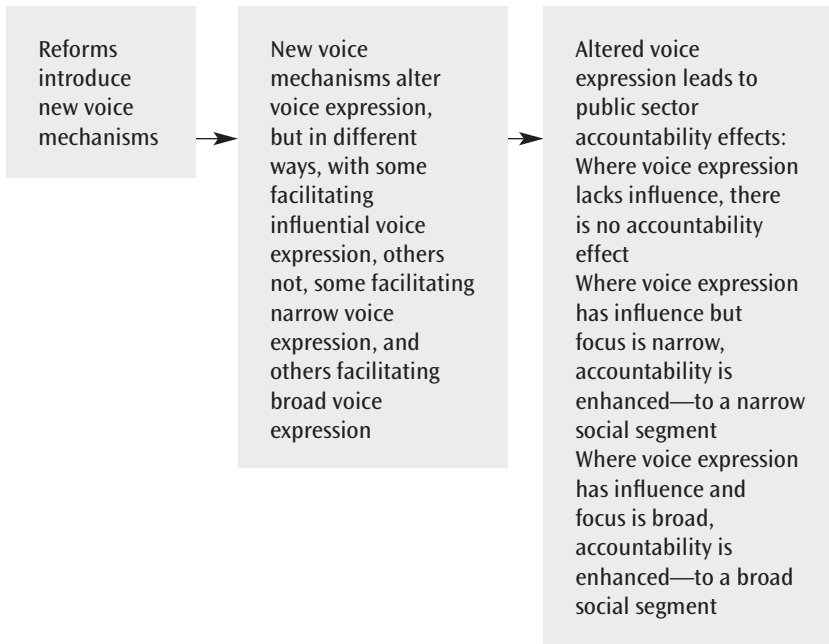 Reforms
introduce
new voice
mechanisms
New voice
mechanisms alter
voice expression,
but in different
ways, with some
facilitating
influential voice
expression, others
not, some facilitating
narrow voice
expression, and
others facilitating
broad voice
expression
Altered voice
expression leads to
public sector
accountability effects:
Where voice expression
lacks influence, there
is no accountability
effect
Where voice expression
has influence but
focus is narrow,
accountability is
enhanced—to a narrow
social segment
Where voice expression
has influence and
focus is broad,
accountability is
enhanced—to a broad
social segment